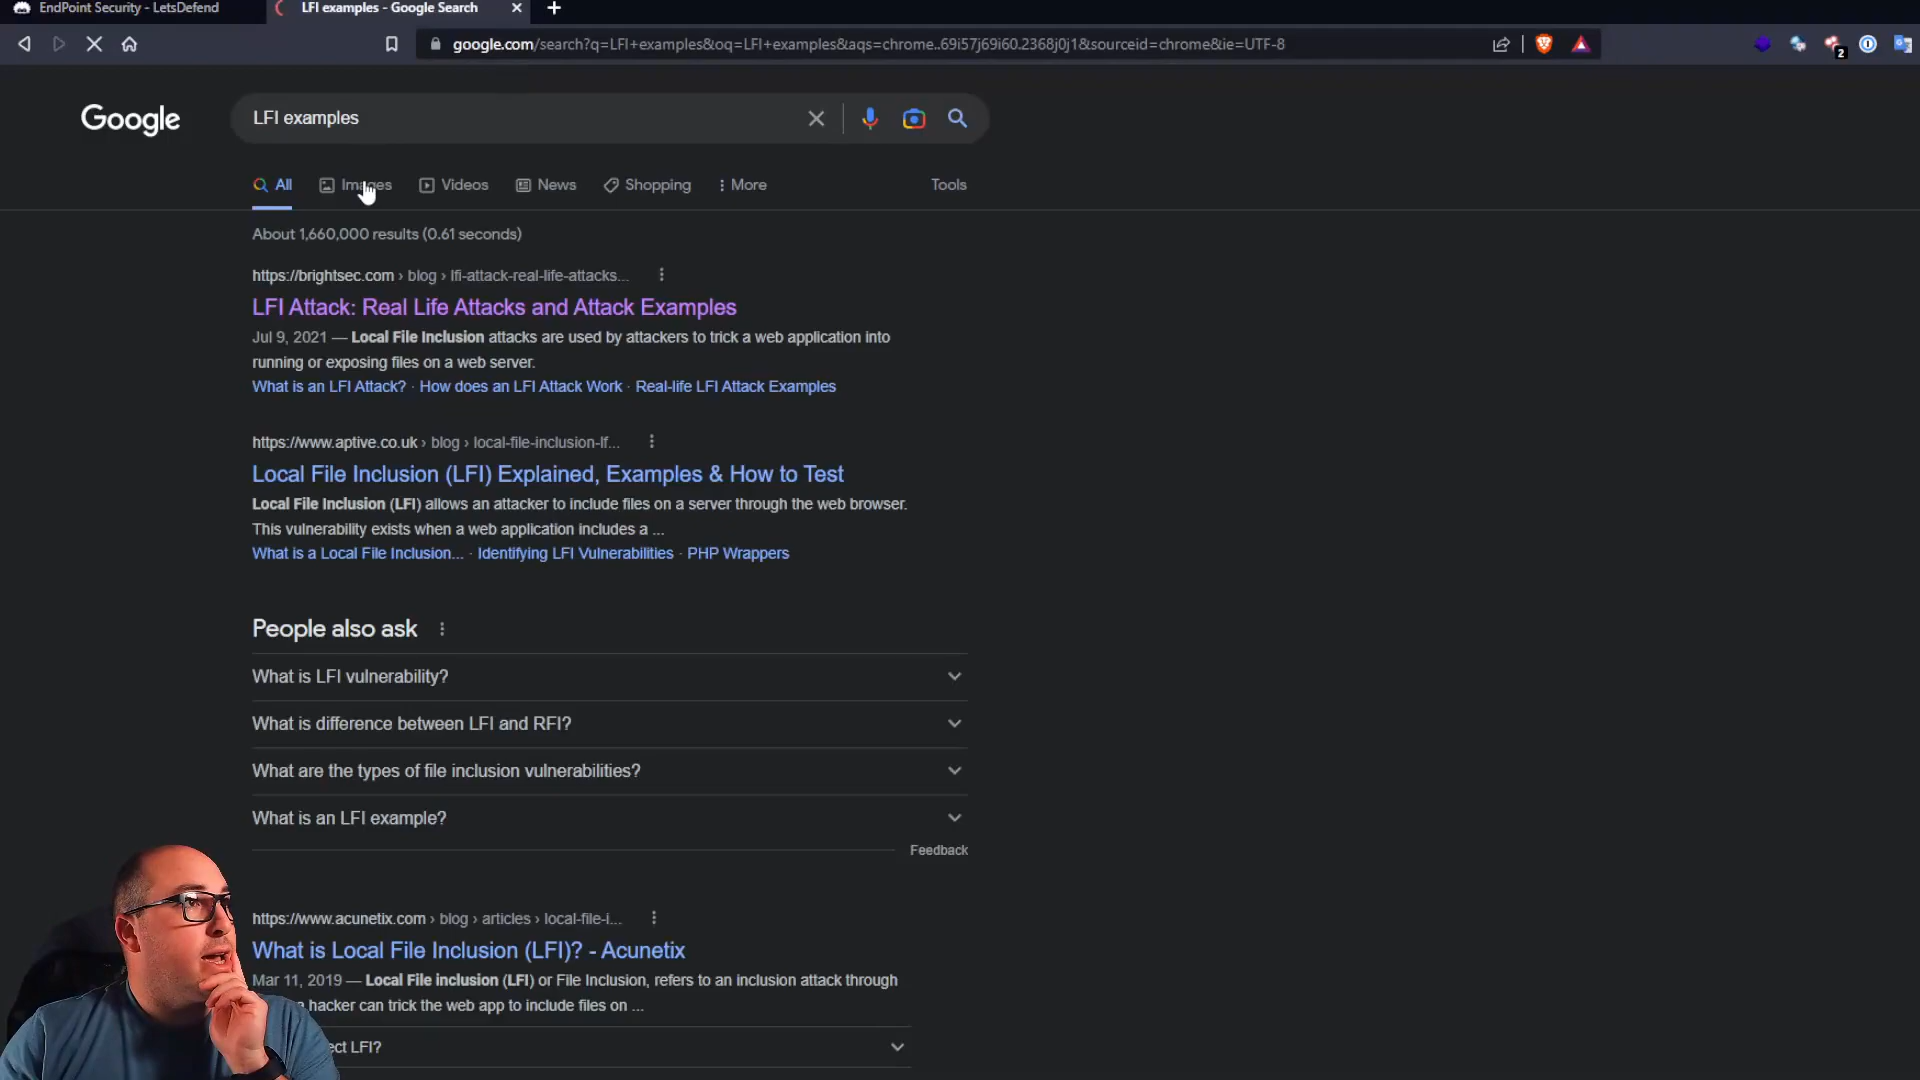 EndPoint Security - LetsDefend
LFI examples - Google Search
google.com/search?q=LFI+examples&oq=LFI+examples&aqs=chrome..69i57j69i60.2368j0j1&sourceid=chrome&ie=UTF-8
2
Google
LFI examples
All
Images
Videos
News
Shopping
More
Tools
About 1,660,000 results (0.61 seconds)
https://brightsec.com › blog › lfi-attack-real-life-attacks...
LFI Attack: Real Life Attacks and Attack Examples
Jul 9, 2021 — Local File Inclusion attacks are used by attackers to trick a web application into
running or exposing files on a web server.
What is an LFI Attack? · How does an LFI Attack Work · Real-life LFI Attack Examples
https://www.aptive.co.uk › blog › local-file-inclusion-lf...
Local File Inclusion (LFI) Explained, Examples & How to Test
Local File Inclusion (LFI) allows an attacker to include files on a server through the web browser.
This vulnerability exists when a web application includes a ...
What is a Local File Inclusion... · Identifying LFI Vulnerabilities · PHP Wrappers
People also ask
What is LFI vulnerability?
What is difference between LFI and RFI?
What are the types of file inclusion vulnerabilities?
What is an LFI example?
Feedback
https://www.acunetix.com › blog › articles › local-file-i...
What is Local File Inclusion (LFI)? - Acunetix
Mar 11, 2019 — Local File inclusion (LFI) or File Inclusion, refers to an inclusion attack through
hacker can trick the web app to include files on ...
LFI?